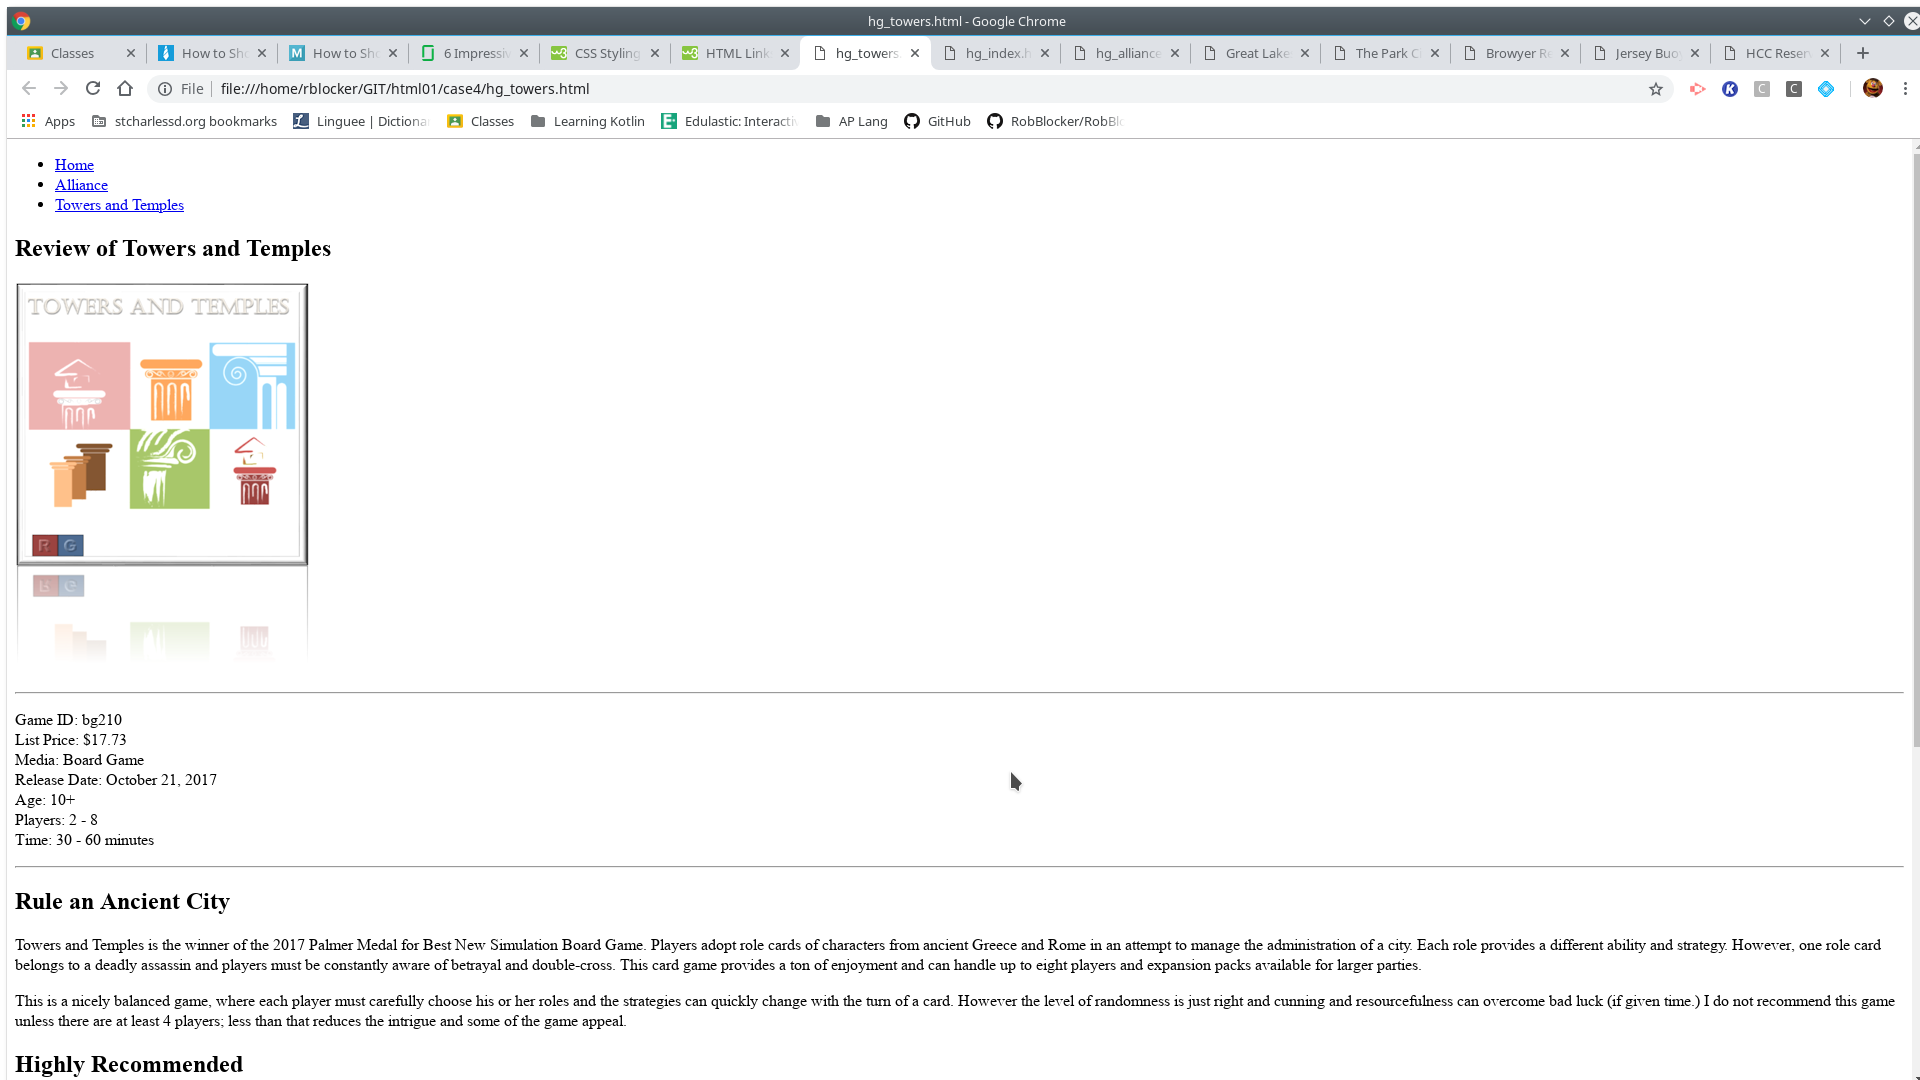 hg_towers.html - Google Chrome
Classes
How to Sho
How to Sho
6 Impressiv
CSS Styling
HTML Link
hg_towers.
hg_index.h
hg_alliance
Great Lake
The Park C
Browyer Re
Jersey Buo
HCC Reser
File
file:///home/rblocker/GIT/html01/case4/hg_towers.html
K
C
C
Apps
stcharlessd.org bookmarks
Linguee | Dictiona
Classes
Learning Kotlin
Edulastic: Interactiv
AP Lang
GitHub
RobBlocker/RobBlo
Home
Alliance
Towers and Temples
Review of Towers and Temples
TOWERS AND TEMPLES
R G
Game ID: bg210
List Price: $17.73
Media: Board Game
Release Date: October 21, 2017
Age: 10+
Players: 2 - 8
Time: 30 - 60 minutes
Rule an Ancient City
Towers and Temples is the winner of the 2017 Palmer Medal for Best New Simulation Board Game. Players adopt role cards of characters from ancient Greece and Rome in an attempt to manage the administration of a city. Each role provides a different ability and strategy. However, one role card
belongs to a deadly assassin and players must be constantly aware of betrayal and double-cross. This card game provides a ton of enjoyment and can handle up to eight players and expansion packs available for larger parties.
This is a nicely balanced game, where each player must carefully choose his or her roles and the strategies can quickly change with the turn of a card. However the level of randomness is just right and cunning and resourcefulness can overcome bad luck (if given time.) I do not recommend this game
unless there are at least 4 players; less than that reduces the intrigue and some of the game appeal.
Highly Recommended